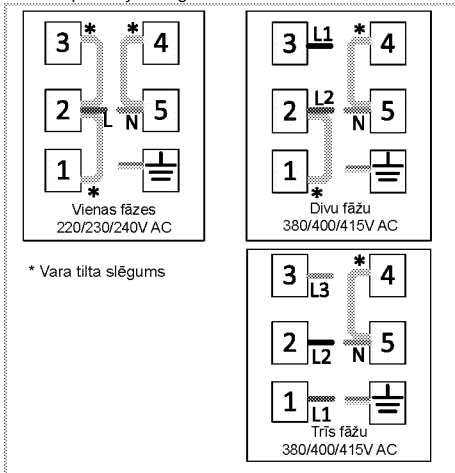 3 * * 4
2 L N 5
1 *
Vienas fāzes
220/230/240V AC
3 L1 * 4
2 L2 N 5
1 *
Divu fāžu
380/400/415V AC
* Vara tilta slēgums
3 L3 * 4
2 L2 N 5
1 L1
Trīs fāžu
380/400/415V AC